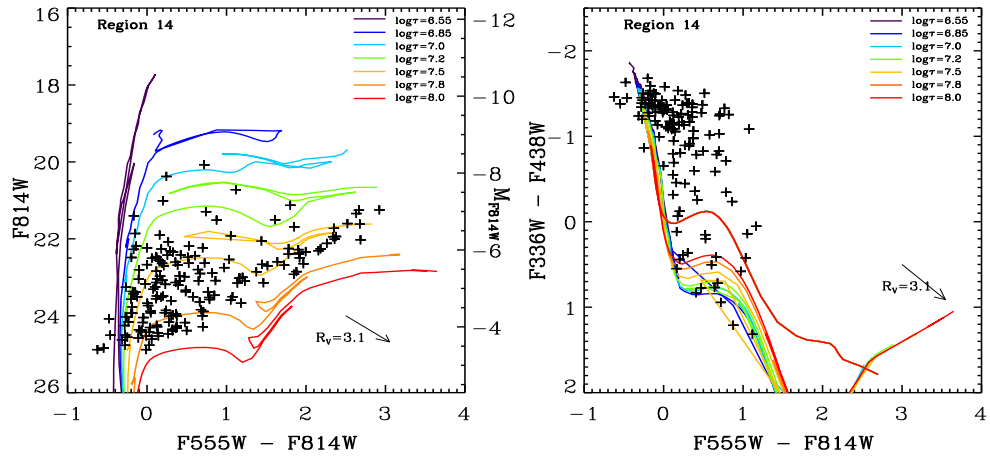 Region 14
logτ=6.55
logτ=6.85
logτ=7.0
logτ=7.2
logτ=7.5
logτ=7.8
logτ=8.0
16
18
20
22
24
26
F814W
−12
−10
−8
−6
−4
M_F814W
R_V=3.1
−1 0 1 2 3 4
F555W − F814W
Region 14
logτ=6.55
logτ=6.85
logτ=7.0
logτ=7.2
logτ=7.5
logτ=7.8
logτ=8.0
−2
−1
0
1
2
F336W − F438W
R_V=3.1
−1 0 1 2 3 4
F555W − F814W